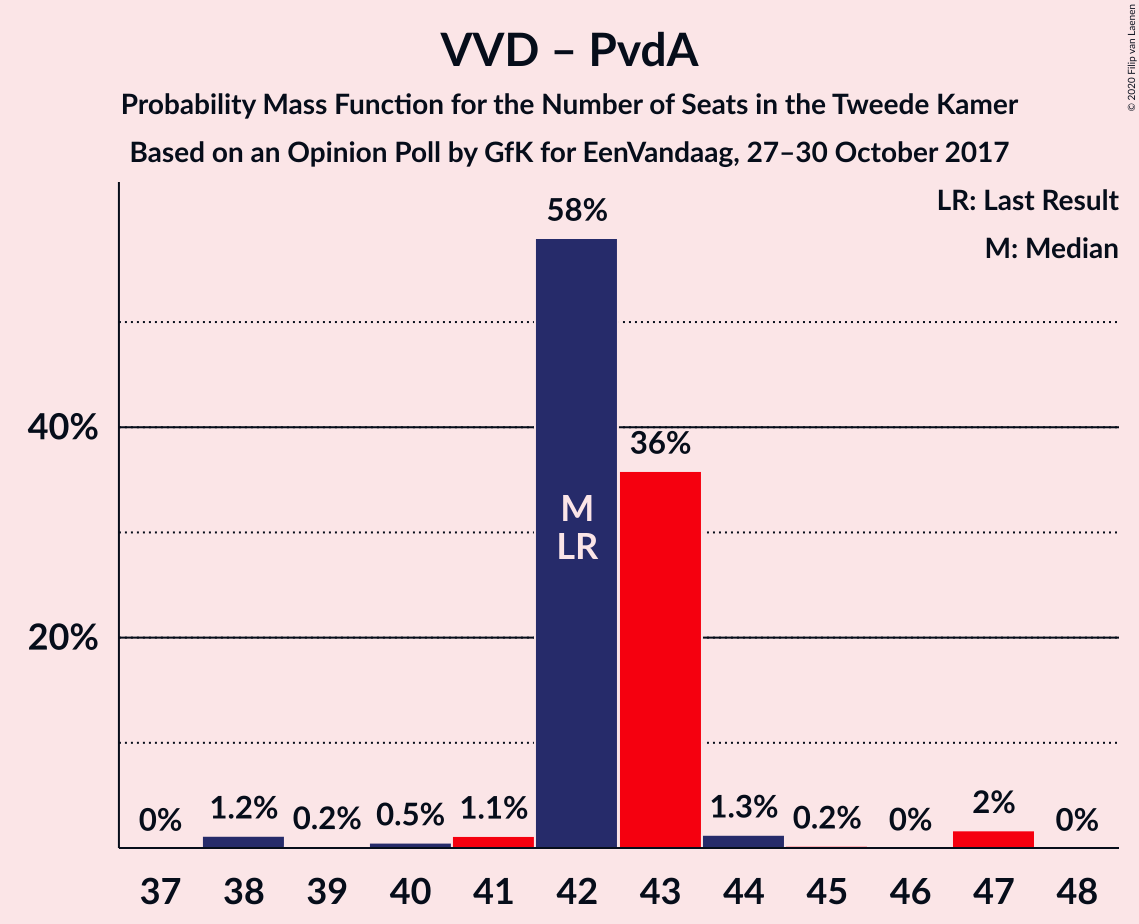 VVD – PvdA
Probability Mass Function for the Number of Seats in the Tweede Kamer
Based on an Opinion Poll by GfK for EenVandaag, 27–30 October 2017
© 2020 Filip van Laenen
LR: Last Result
M: Median
40%
20%
0%
1.2%
0.2%
0.5%
1.1%
58%
M
LR
36%
1.3%
0.2%
0%
2%
0%
37 38 39 40 41 42 43 44 45 46 47 48